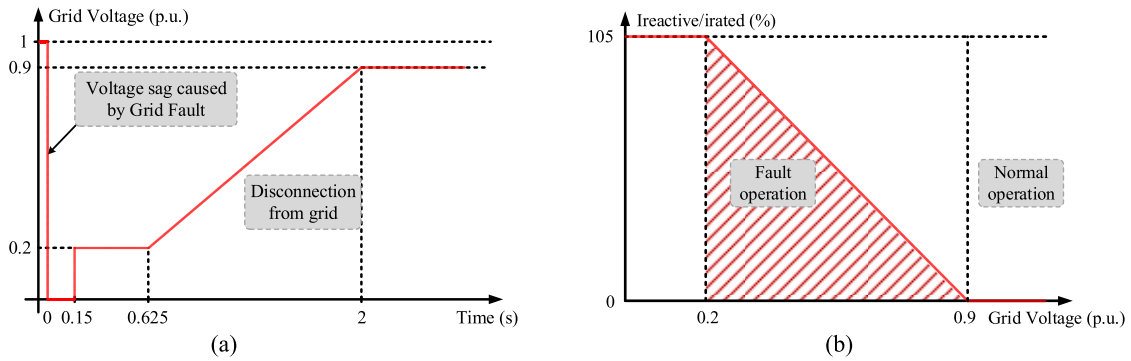 Grid Voltage (p.u.)
1
0.9
Voltage sag caused
by Grid Fault
Disconnection
from grid
0.2
0
0.15
0.625
2
Time (s)
(a)
Ireactive/irated (%)
105
Fault
operation
Normal
operation
0
0.2
0.9
Grid Voltage (p.u.)
(b)